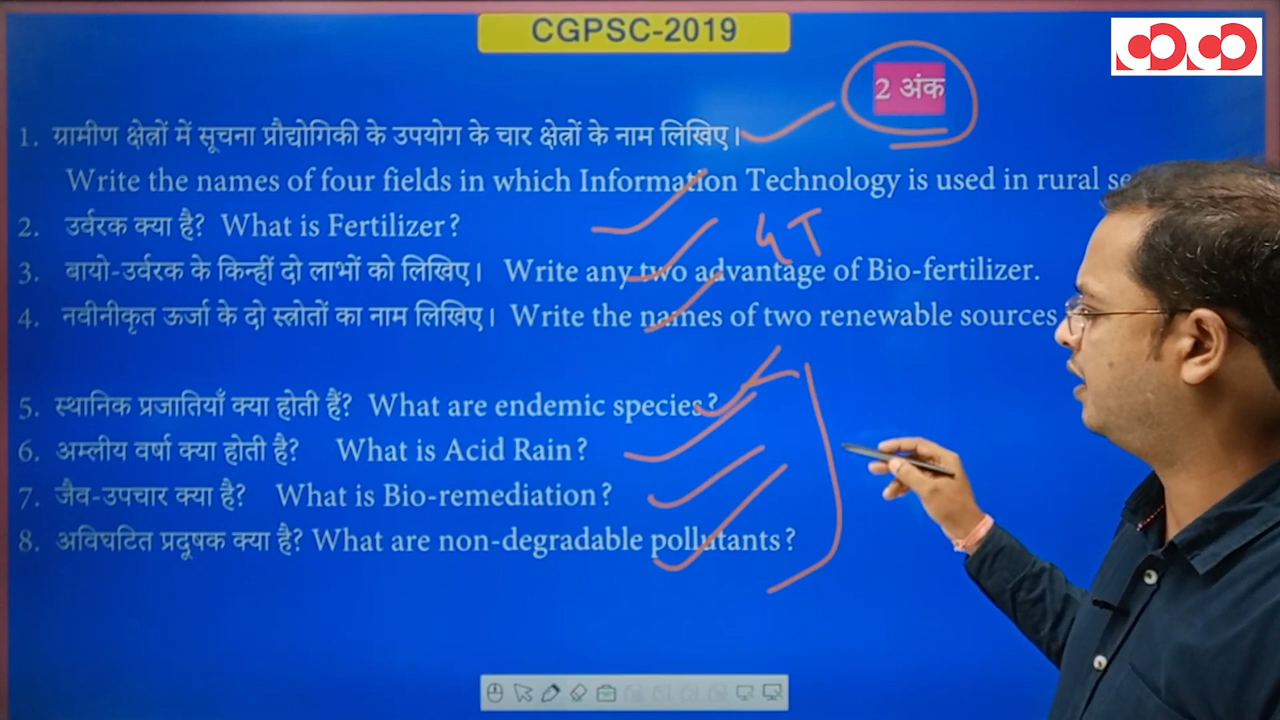 CGPSC-2019
2 अंक
1. ग्रामीण क्षेत्रों में सूचना प्रौद्योगिकी के उपयोग के चार क्षेत्रों के नाम लिखिए।
Write the names of four fields in which Information Technology is used in rural se
2. उर्वरक क्या है? What is Fertilizer?
3. बायो-उर्वरक के किन्हीं दो लाभों को लिखिए। Write any two advantage of Bio-fertilizer.
4. नवीनीकृत ऊर्जा के दो स्त्रोतों का नाम लिखिए। Write the names of two renewable sources
5. स्थानिक प्रजातियाँ क्या होती हैं? What are endemic species?
6. अम्लीय वर्षा क्या होती है? What is Acid Rain?
7. जैव-उपचार क्या है? What is Bio-remediation?
8. अविघटित प्रदूषक क्या है? What are non-degradable pollutants?